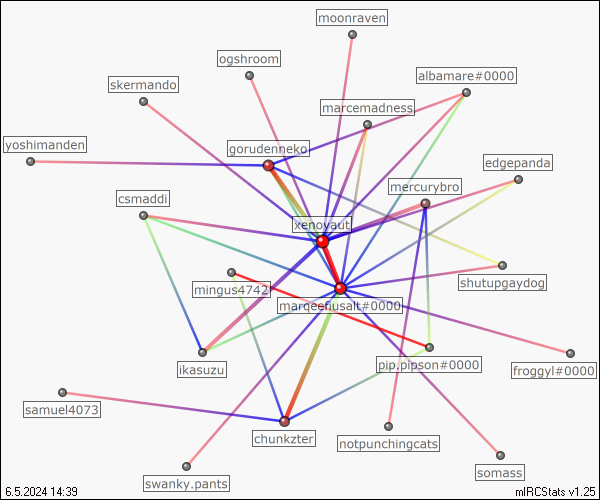 moonraven
ogshroom
albamare#0000
skermando
marcemadness
yoshimanden
gorudenneko
edgepanda
mercurybro
csmaddi
xenoyaut
shutupgaydog
mingus4742
marqeefusalt#0000
ikasuzu
pip.pipson#0000
froggyl#0000
samuel4073
chunkzter
notpunchingcats
somass
swanky.pants
6.5.2024 14:39
mIRCStats v1.25